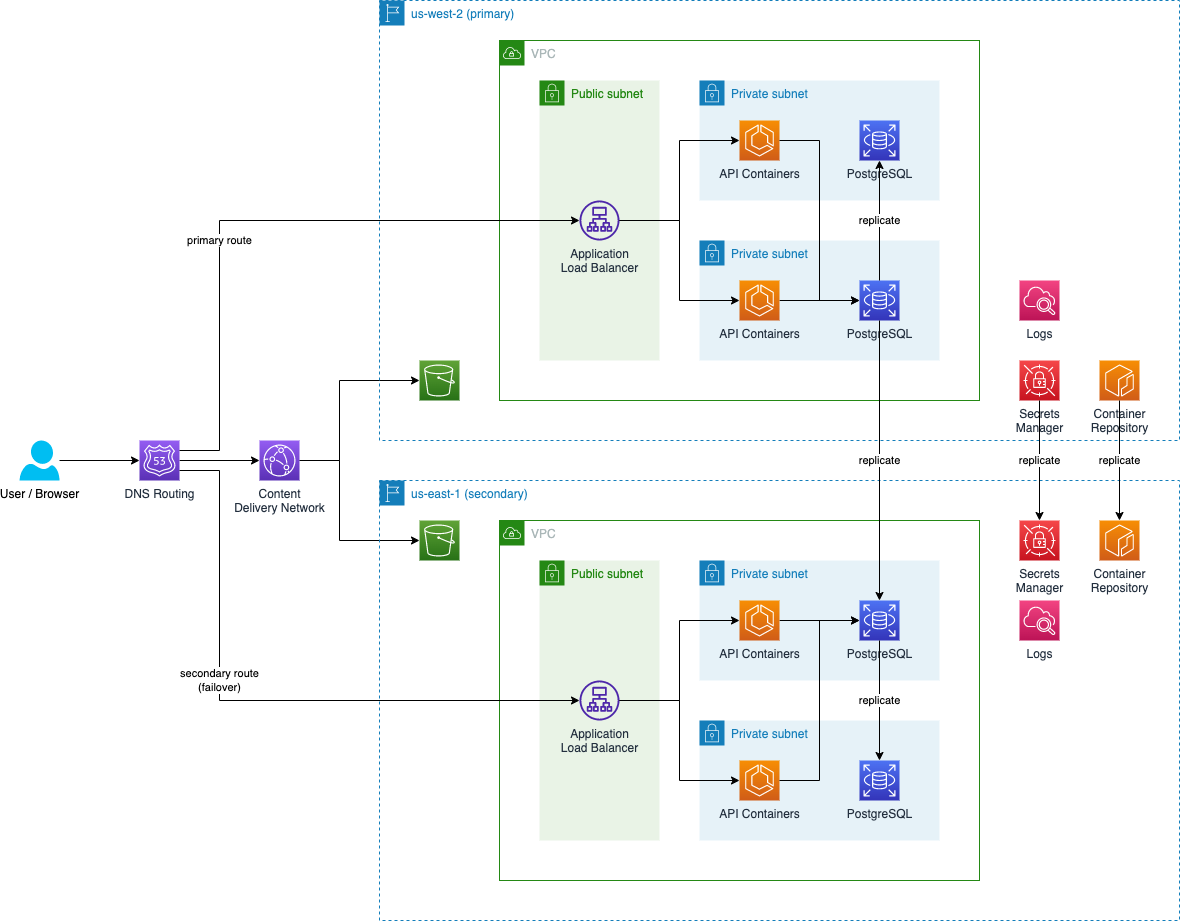 us-west-2 (primary)
VPC
Public subnet
Private subnet
API Containers
PostgreSQL
replicate
primary route
Application
Load Balancer
Private subnet
API Containers
PostgreSQL
Logs
Secrets
Manager
Container
Repository
User / Browser
53
DNS Routing
Content
Delivery Network
replicate
replicate
replicate
us-east-1 (secondary)
VPC
Public subnet
Private subnet
API Containers
PostgreSQL
Secrets
Manager
Container
Repository
Logs
secondary route
(failover)
Application
Load Balancer
replicate
Private subnet
API Containers
PostgreSQL